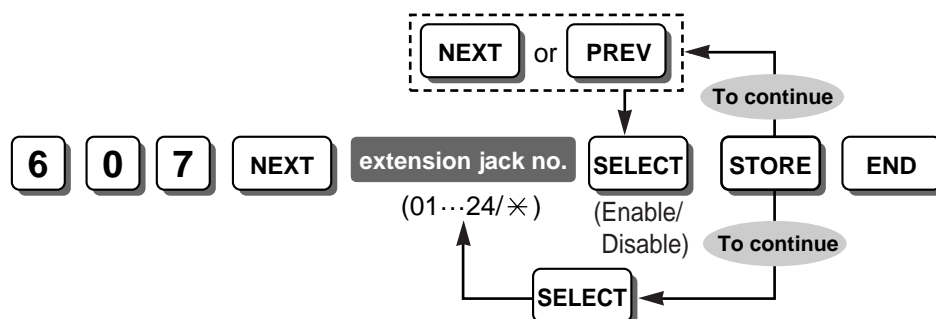 NEXT or PREV
To continue
6 0 7 NEXT extension jack no. SELECT STORE END
(01···24/✳)
(Enable/
Disable)
To continue
SELECT